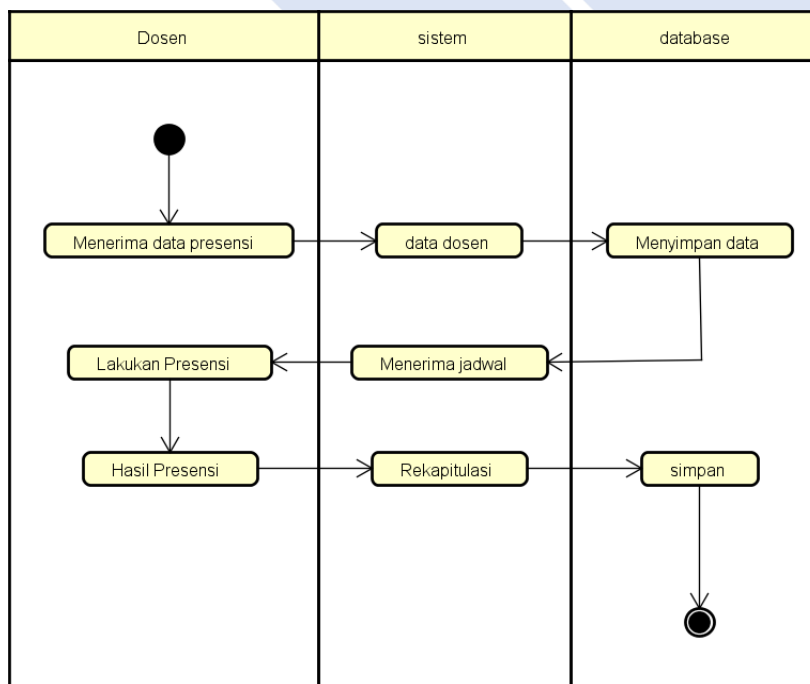 Dosen
sistem
database
Menerima data presensi
data dosen
Menyimpan data
Lakukan Presensi
Menerima jadwal
Hasil Presensi
Rekapitulasi
simpan